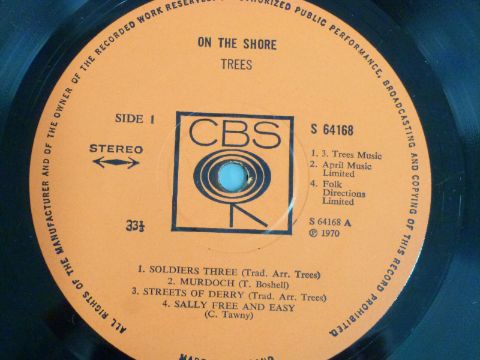 ALL RIGHTS OF THE MANUFACTURER AND OF THE OWNER OF THE RECORDED WORK RESERVED. UNAUTHORIZED PUBLIC PERFORMANCE, BROADCASTING AND COPYING OF THIS RECORD PROHIBITED.
ON THE SHORE
TREES
SIDE 1
CBS
S 64168
STEREO
1. 3. Trees Music
2. April Music
Limited
4. Folk
Directions
Limited
33⅓
S 64168 A
℗ 1970
1. SOLDIERS THREE (Trad. Arr. Trees)
2. MURDOCH (T. Boshell)
3. STREETS OF DERRY (Trad. Arr. Trees)
4. SALLY FREE AND EASY
(C. Tawny)